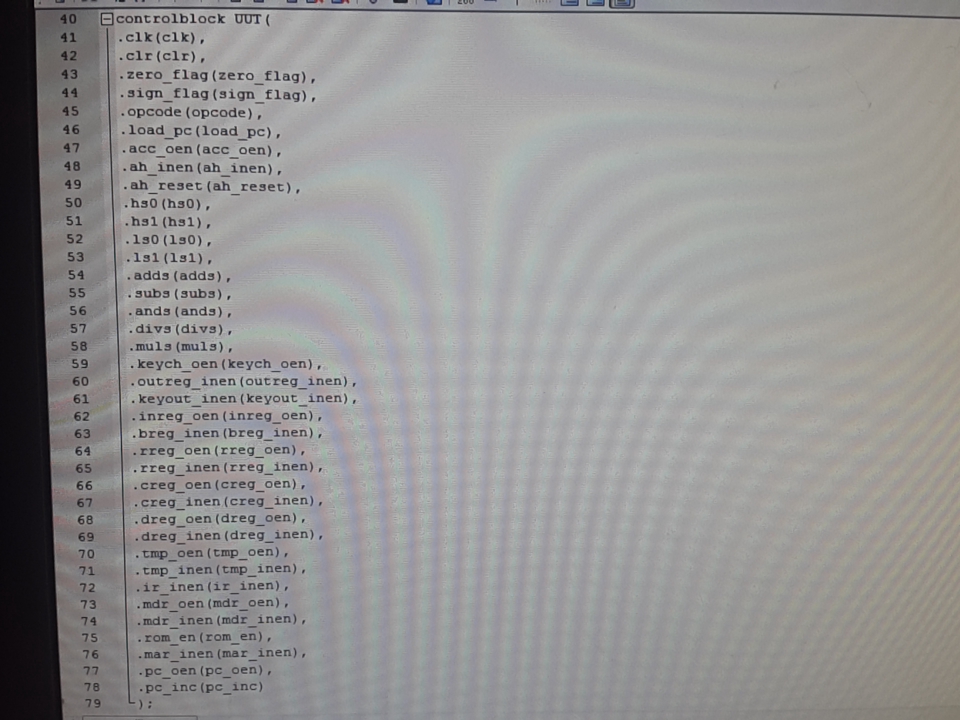 40 controlblock UUT(
41 .clk(clk),
42 .clr(clr),
43 .zero_flag(zero_flag),
44 .sign_flag(sign_flag),
45 .opcode(opcode),
46 .load_pc(load_pc),
47 .acc_oen(acc_oen),
48 .ah_inen(ah_inen),
49 .ah_reset(ah_reset),
50 .hs0(hs0),
51 .hs1(hs1),
52 .ls0(ls0),
53 .ls1(ls1),
54 .adds(adds),
55 .subs(subs),
56 .ands(ands),
57 .divs(divs),
58 .muls(muls),
59 .keych_oen(keych_oen),
60 .outreg_inen(outreg_inen),
61 .keyout_inen(keyout_inen),
62 .inreg_oen(inreg_oen),
63 .breg_inen(breg_inen),
64 .rreg_oen(rreg_oen),
65 .rreg_inen(rreg_inen),
66 .creg_oen(creg_oen),
67 .creg_inen(creg_inen),
68 .dreg_oen(dreg_oen),
69 .dreg_inen(dreg_inen),
70 .tmp_oen(tmp_oen),
71 .tmp_inen(tmp_inen),
72 .ir_inen(ir_inen),
73 .mdr_oen(mdr_oen),
74 .mdr_inen(mdr_inen),
75 .rom_en(rom_en),
76 .mar_inen(mar_inen),
77 .pc_oen(pc_oen),
78 .pc_inc(pc_inc)
79 );